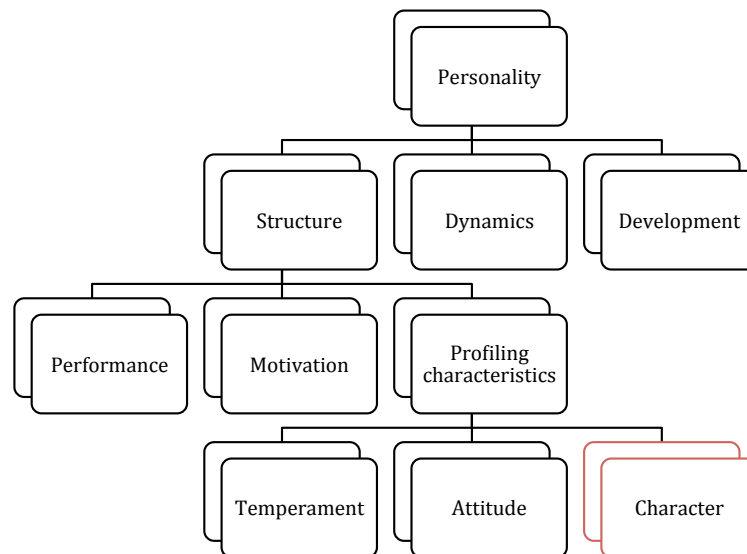 Personality
Structure
Dynamics
Development
Performance
Motivation
Profiling
characteristics
Temperament
Attitude
Character